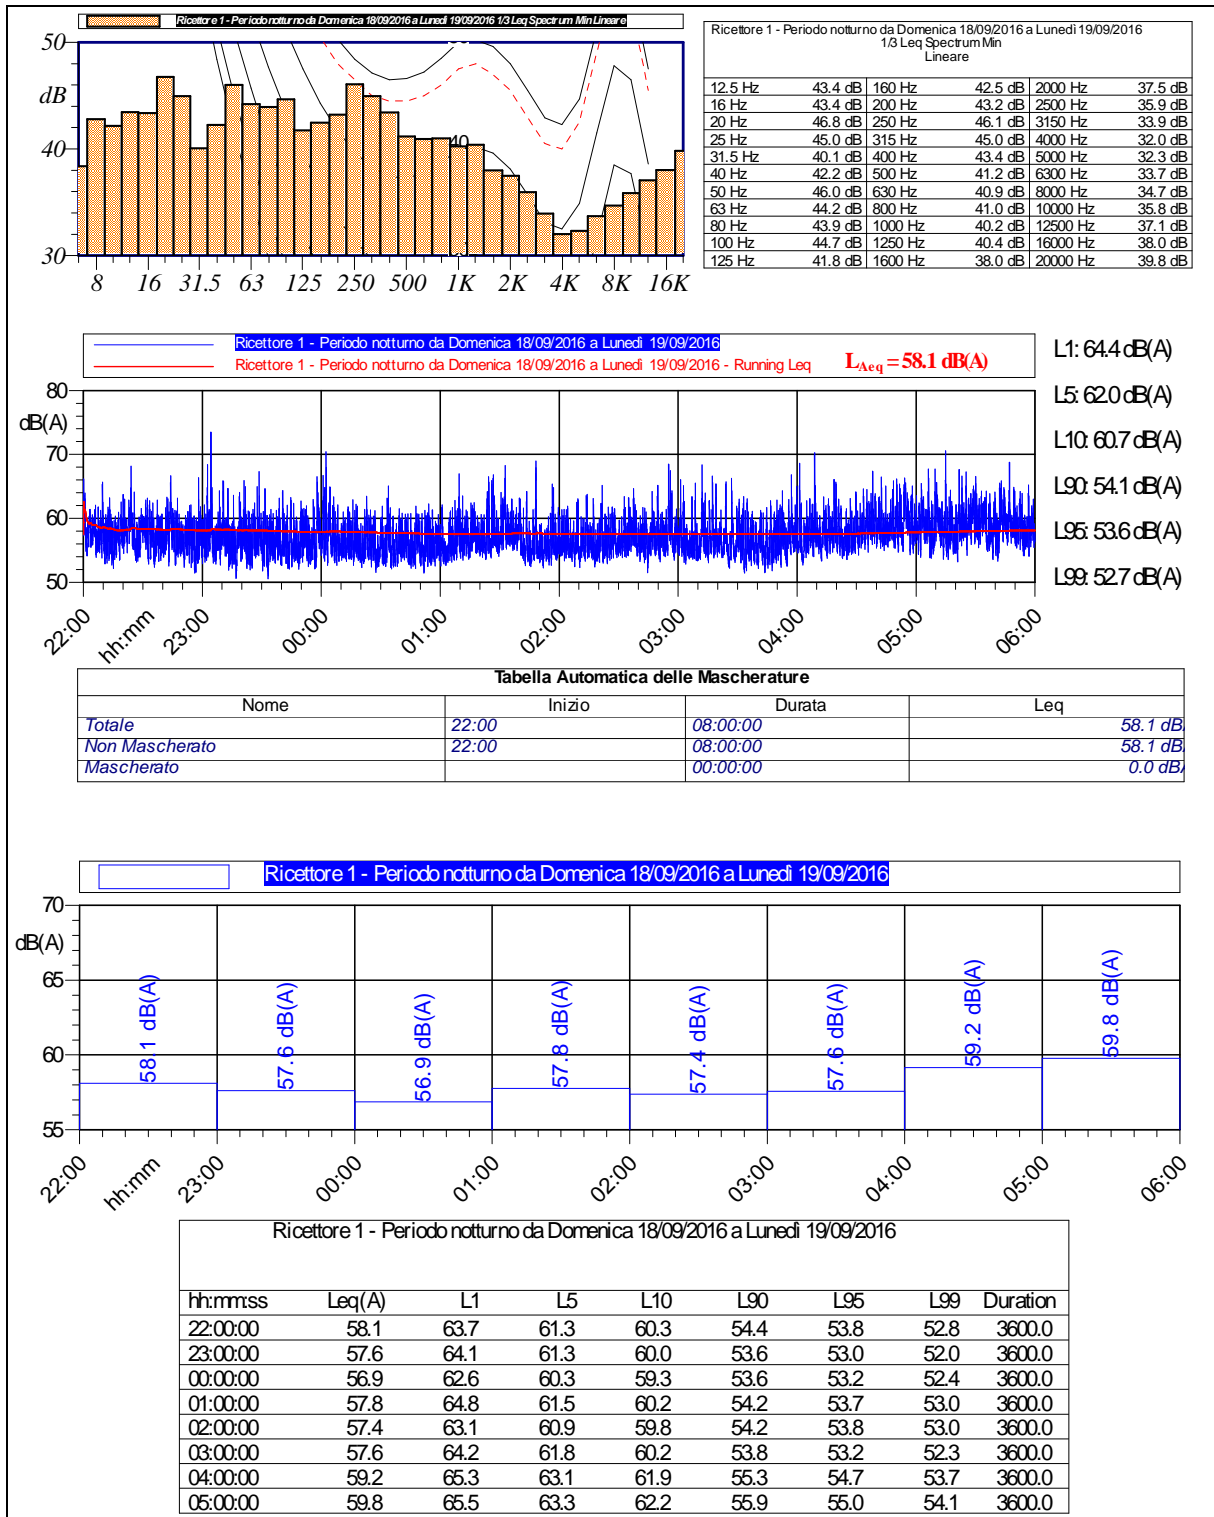 Ricettore 1 - Periodo notturno da Domenica 18/09/2016 a Lunedì 19/09/2016 1/3 Leq Spectrum Min Lineare
50
dB
40
30
40
8 16 31.5 63 125 250 500 1K 2K 4K 8K 16K
Ricettore 1 - Periodo notturno da Domenica 18/09/2016 a Lunedì 19/09/2016
1/3 Leq Spectrum Min
Lineare
12.5 Hz 43.4 dB 160 Hz 42.5 dB 2000 Hz 37.5 dB
16 Hz 43.4 dB 200 Hz 43.2 dB 2500 Hz 35.9 dB
20 Hz 46.8 dB 250 Hz 46.1 dB 3150 Hz 33.9 dB
25 Hz 45.0 dB 315 Hz 45.0 dB 4000 Hz 32.0 dB
31.5 Hz 40.1 dB 400 Hz 43.4 dB 5000 Hz 32.3 dB
40 Hz 42.2 dB 500 Hz 41.2 dB 6300 Hz 33.7 dB
50 Hz 46.0 dB 630 Hz 40.9 dB 8000 Hz 34.7 dB
63 Hz 44.2 dB 800 Hz 41.0 dB 10000 Hz 35.8 dB
80 Hz 43.9 dB 1000 Hz 40.2 dB 12500 Hz 37.1 dB
100 Hz 44.7 dB 1250 Hz 40.4 dB 16000 Hz 38.0 dB
125 Hz 41.8 dB 1600 Hz 38.0 dB 20000 Hz 39.8 dB
Ricettore 1 - Periodo notturno da Domenica 18/09/2016 a Lunedì 19/09/2016
Ricettore 1 - Periodo notturno da Domenica 18/09/2016 a Lunedì 19/09/2016 - Running Leq
LAeq = 58.1 dB(A)
L1: 64.4 dB(A)
L5: 62.0 dB(A)
L10: 60.7 dB(A)
L90: 54.1 dB(A)
L95: 53.6 dB(A)
L99: 52.7 dB(A)
80
dB(A)
70
60
50
22:00 hh:mm 23:00 00:00 01:00 02:00 03:00 04:00 05:00 06:00
Tabella Automatica delle Mascherature
Nome Inizio Durata Leq
Totale 22:00 08:00:00 58.1 dB
Non Mascherato 22:00 08:00:00 58.1 dB
Mascherato 00:00:00 0.0 dB
Ricettore 1 - Periodo notturno da Domenica 18/09/2016 a Lunedì 19/09/2016
70
dB(A)
65
60
55
58.1 dB(A) 57.6 dB(A) 56.9 dB(A) 57.8 dB(A) 57.4 dB(A) 57.6 dB(A) 59.2 dB(A) 59.8 dB(A)
22:00 hh:mm 23:00 00:00 01:00 02:00 03:00 04:00 05:00 06:00
Ricettore 1 - Periodo notturno da Domenica 18/09/2016 a Lunedì 19/09/2016
hh:mm:ss Leq(A) L1 L5 L10 L90 L95 L99 Duration
22:00:00 58.1 63.7 61.3 60.3 54.4 53.8 52.8 3600.0
23:00:00 57.6 64.1 61.3 60.0 53.6 53.0 52.0 3600.0
00:00:00 56.9 62.6 60.3 59.3 53.6 53.2 52.4 3600.0
01:00:00 57.8 64.8 61.5 60.2 54.2 53.7 53.0 3600.0
02:00:00 57.4 63.1 60.9 59.8 54.2 53.8 53.0 3600.0
03:00:00 57.6 64.2 61.8 60.2 53.8 53.2 52.3 3600.0
04:00:00 59.2 65.3 63.1 61.9 55.3 54.7 53.7 3600.0
05:00:00 59.8 65.5 63.3 62.2 55.9 55.0 54.1 3600.0